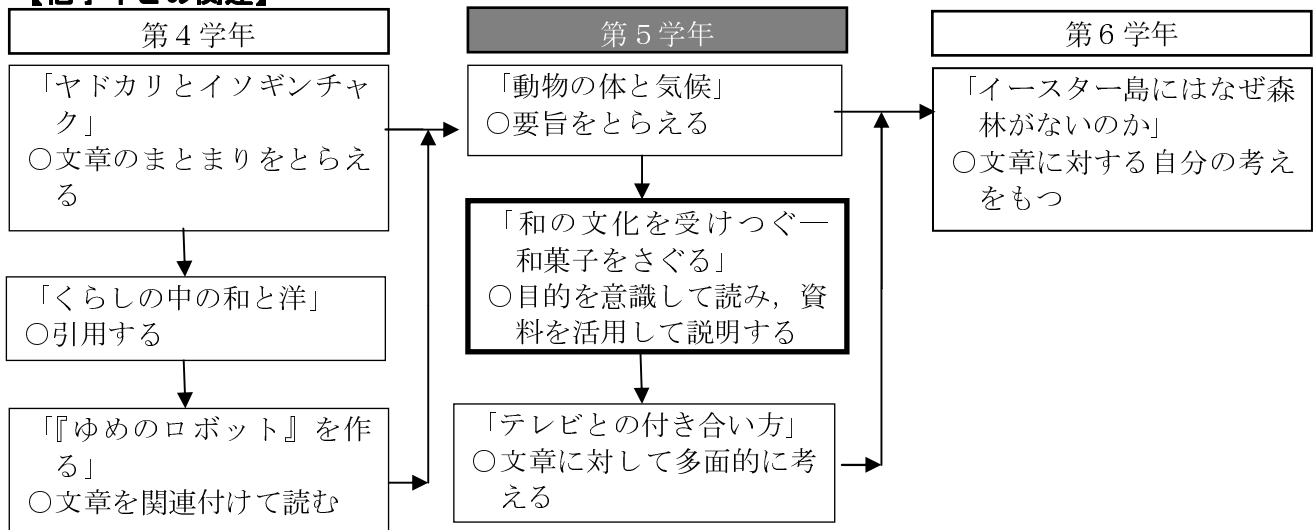 【他学年との関連】
第４学年
「ヤドカリとイソギンチャ
ク」
○文章のまとまりをとらえ
る
「くらしの中の和と洋」
○引用する
「『ゆめのロボット』を作
る」
○文章を関連付けて読む
第５学年
「動物の体と気候」
○要旨をとらえる
「和の文化を受けつぐ―
和菓子をさぐる」
○目的を意識して読み，資
料を活用して説明する
「テレビとの付き合い方」
○文章に対して多面的に考
える
第６学年
「イースター島にはなぜ森
林がないのか」
○文章に対する自分の考え
をもつ